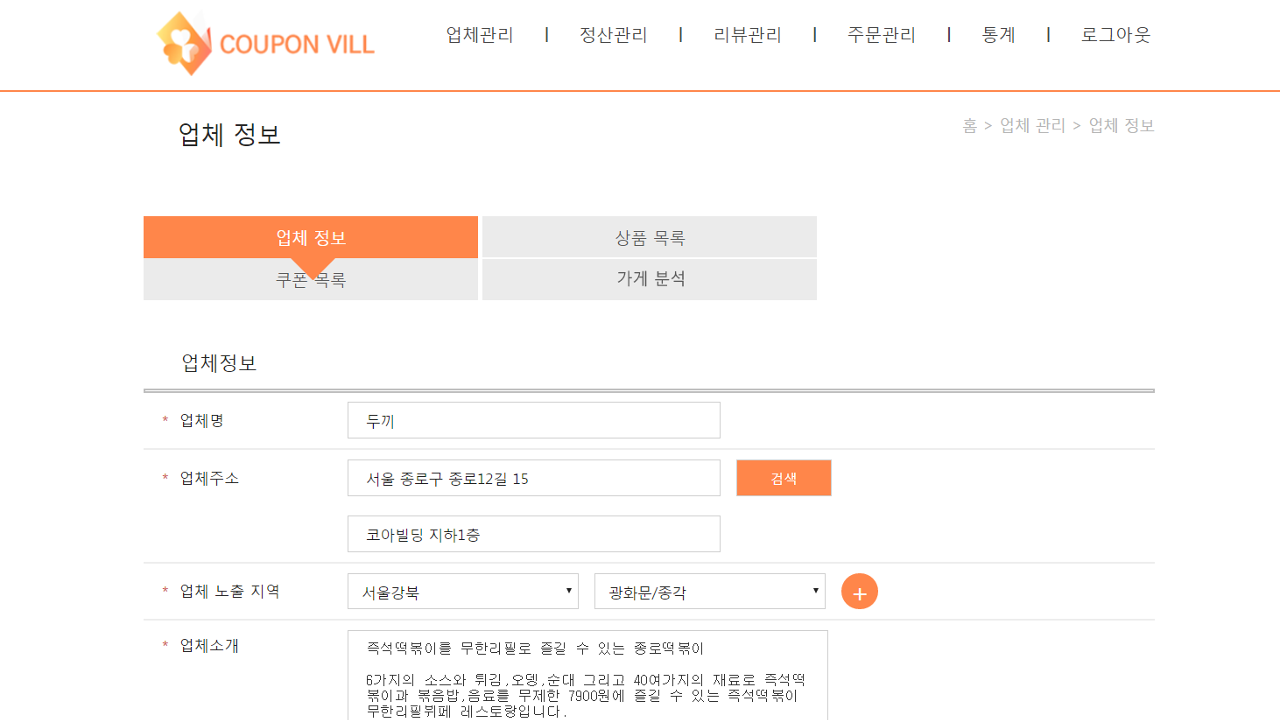 COUPON VILL
업체관리 | 정산관리 | 리뷰관리 | 주문관리 | 통계 | 로그아웃
업체 정보
홈 > 업체 관리 > 업체 정보
업체 정보
상품 목록
쿠폰 목록
가게 분석
업체정보
* 업체명
두끼
* 업체주소
서울 종로구 종로12길 15
검색
코아빌딩 지하1층
* 업체 노출 지역
서울강북
광화문/종각
+
* 업체소개
즉석떡볶이를 무한리필로 즐길 수 있는 종로떡볶이
6가지의 소스와 튀김,오뎅,순대 그리고 40여가지의 재료로 즉석떡
볶이과 볶음밥,음료를 무제한 7900원에 즐길 수 있는 즉석떡볶이
무한리필뷔페 레스토랑입니다.